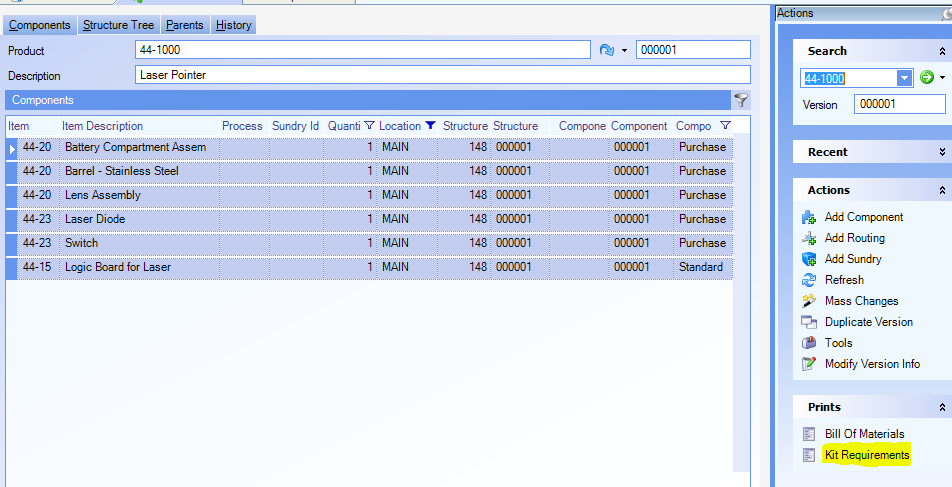 Components Structure Tree Parents History
Product 44-1000 000001
Description Laser Pointer
Components
Item Item Description Process Sundry Id Quanti Location Structure Structure Compone Component Compo
44-20 Battery Compartment Assem 1 MAIN 148 000001 000001 Purchase
44-20 Barrel - Stainless Steel 1 MAIN 148 000001 000001 Purchase
44-20 Lens Assembly 1 MAIN 148 000001 000001 Purchase
44-23 Laser Diode 1 MAIN 148 000001 000001 Purchase
44-23 Switch 1 MAIN 148 000001 000001 Purchase
44-15 Logic Board for Laser 1 MAIN 148 000001 000001 Standard
Actions
Search
44-1000
Version 000001
Recent
Actions
Add Component
Add Routing
Add Sundry
Refresh
Mass Changes
Duplicate Version
Tools
Modify Version Info
Prints
Bill Of Materials
Kit Requirements